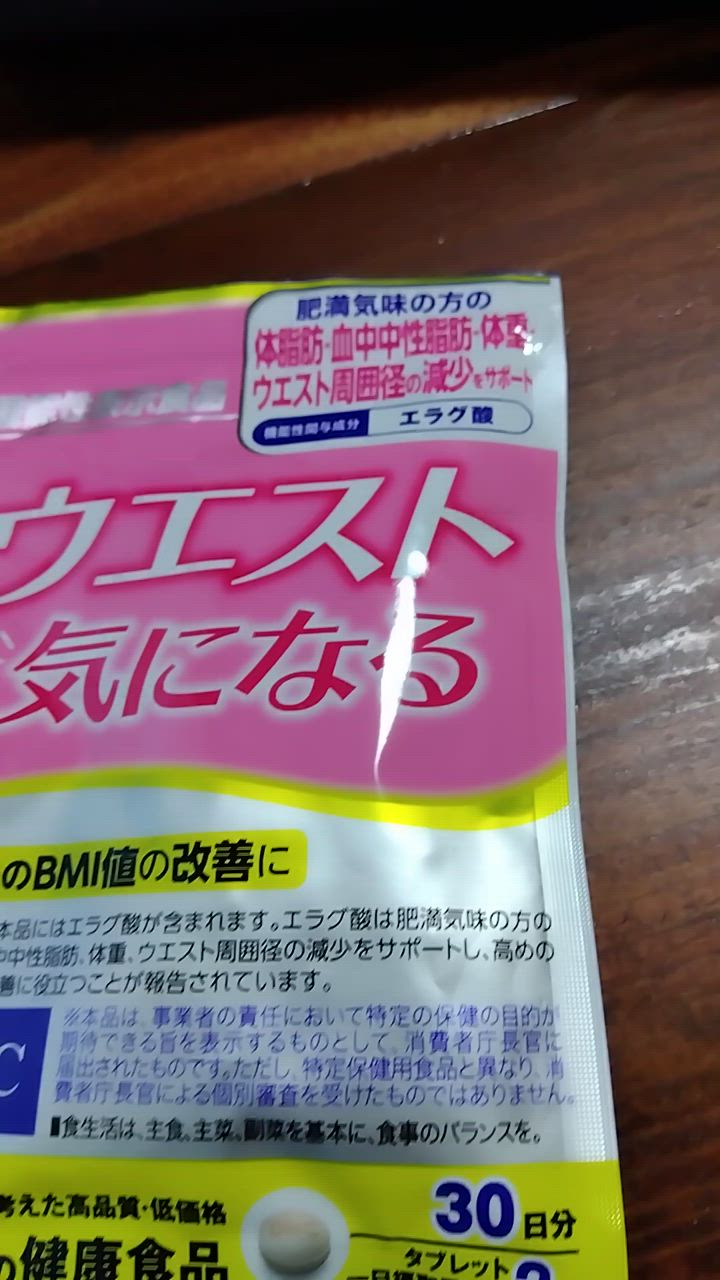 肥満気味の方の
体脂肪・血中中性脂肪・体重・
ウエスト周囲径の減少をサポート
機能性関与成分 エラグ酸
表示食品
ウエスト
気になる
のBMI値の改善に
本品にはエラグ酸が含まれます。エラグ酸は肥満気味の方の
中性脂肪、体重、ウエスト周囲径の減少をサポートし、高めの
善に役立つことが報告されています。
※本品は、事業者の責任において特定の保健の目的が
期待できる旨を表示するものとして、消費者庁長官に
届出されたものです。ただし、特定保健用食品と異なり、消
費者庁長官による個別審査を受けたものではありません。
C
■食生活は、主食、主菜、副菜を基本に、食事のバランスを。
考えた高品質・低価格
の健康食品
30日分
タブレット